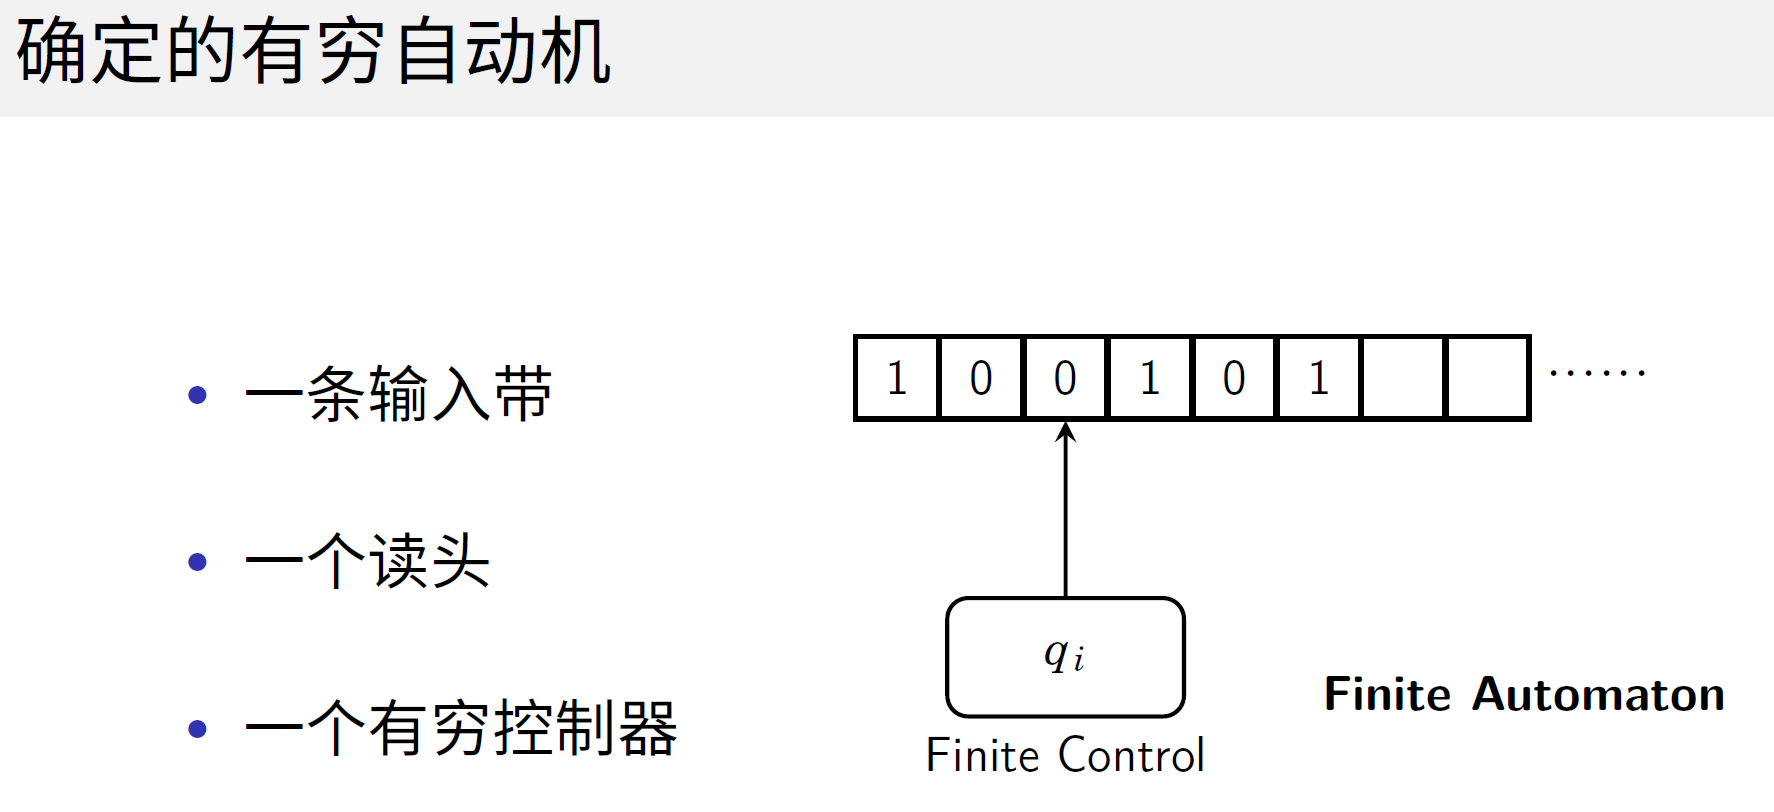 确定的有穷自动机
• 一条输入带
• 一个读头
• 一个有穷控制器
1 0 0 1 0 1 ······
q_i
Finite Control
Finite Automaton